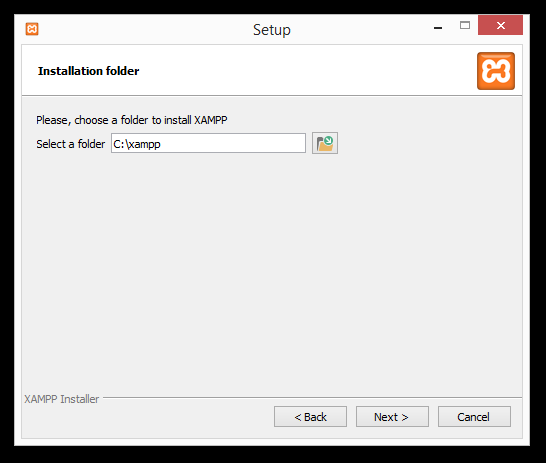 Setup
Installation folder
Please, choose a folder to install XAMPP
Select a folder C:\xampp
XAMPP Installer
< Back Next > Cancel